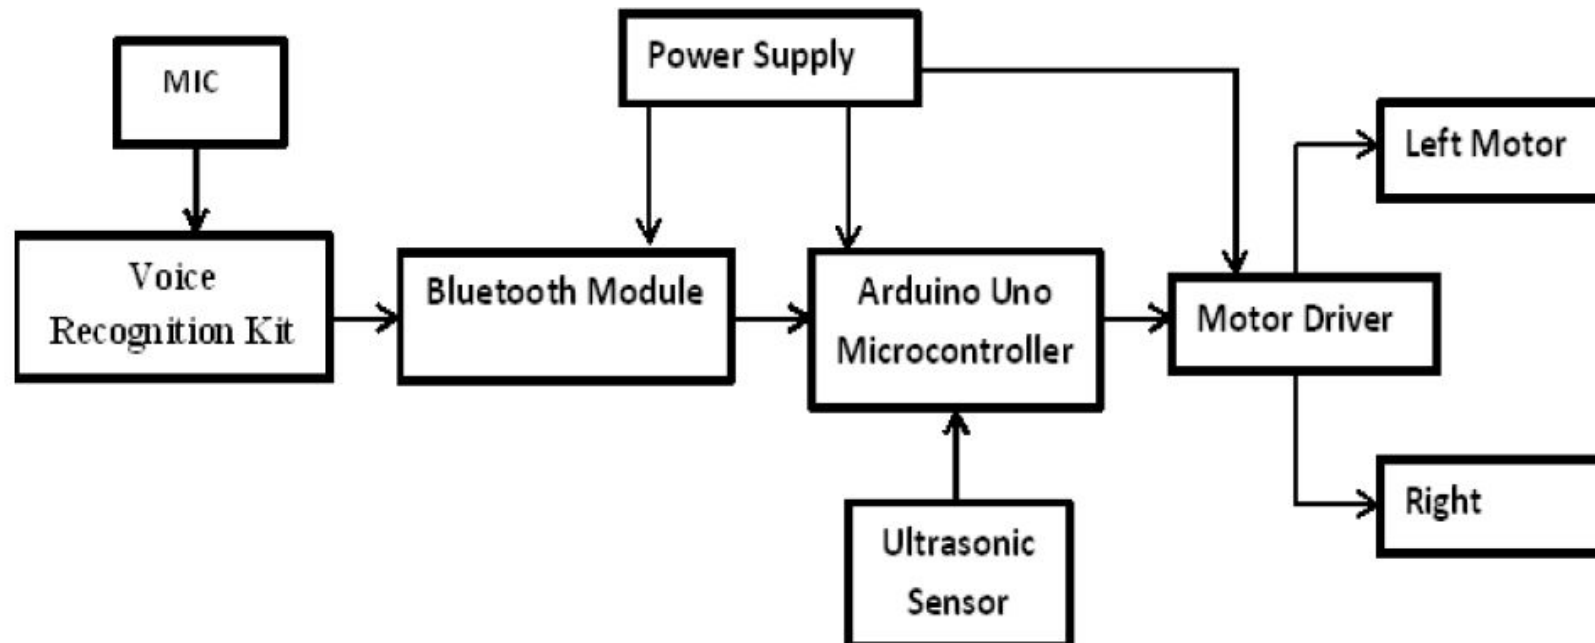 MIC
Power Supply
Left Motor
Voice
Recognition Kit
Bluetooth Module
Arduino Uno
Microcontroller
Motor Driver
Right
Ultrasonic
Sensor